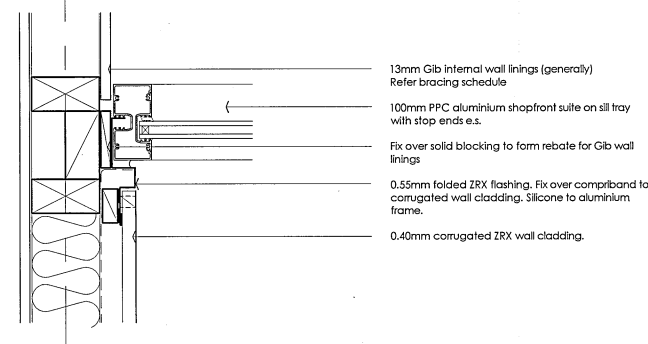 13mm Gib internal wall linings (generally)
Refer bracing schedule
100mm PPC aluminium shopfront suite on sill tray
with stop ends e.s.
Fix over solid blocking to form rebate for Gib wall
linings
0.55mm folded ZRX flashing. Fix over compriband to
corrugated wall cladding. Silicone to aluminium
frame.
0.40mm corrugated ZRX wall cladding.